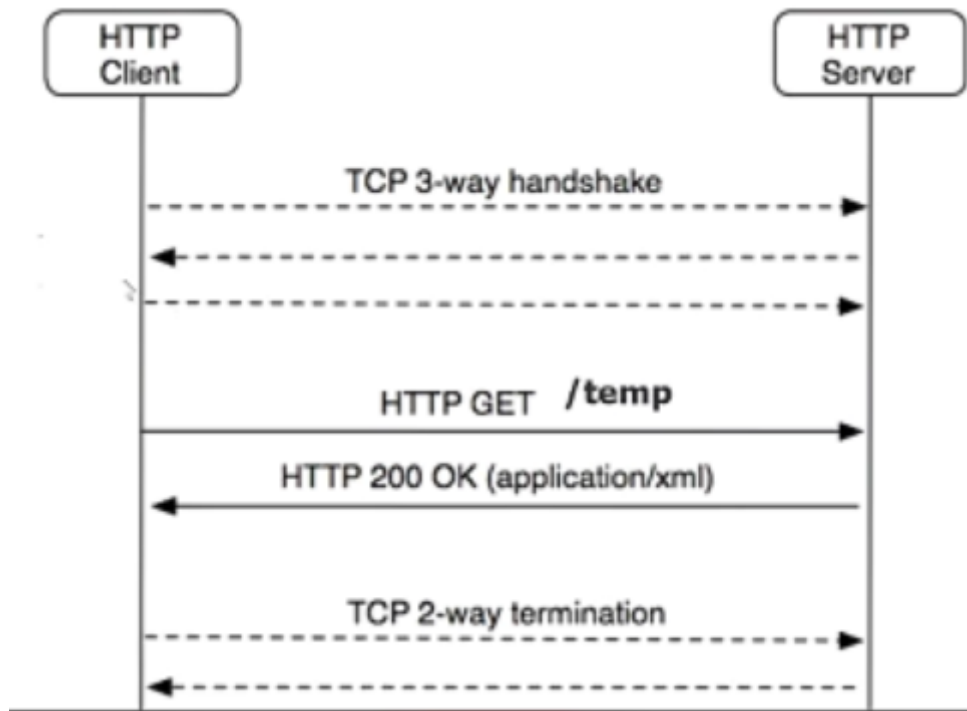 HTTP
Client
HTTP
Server
TCP 3-way handshake
HTTP GET /temp
HTTP 200 OK (application/xml)
TCP 2-way termination